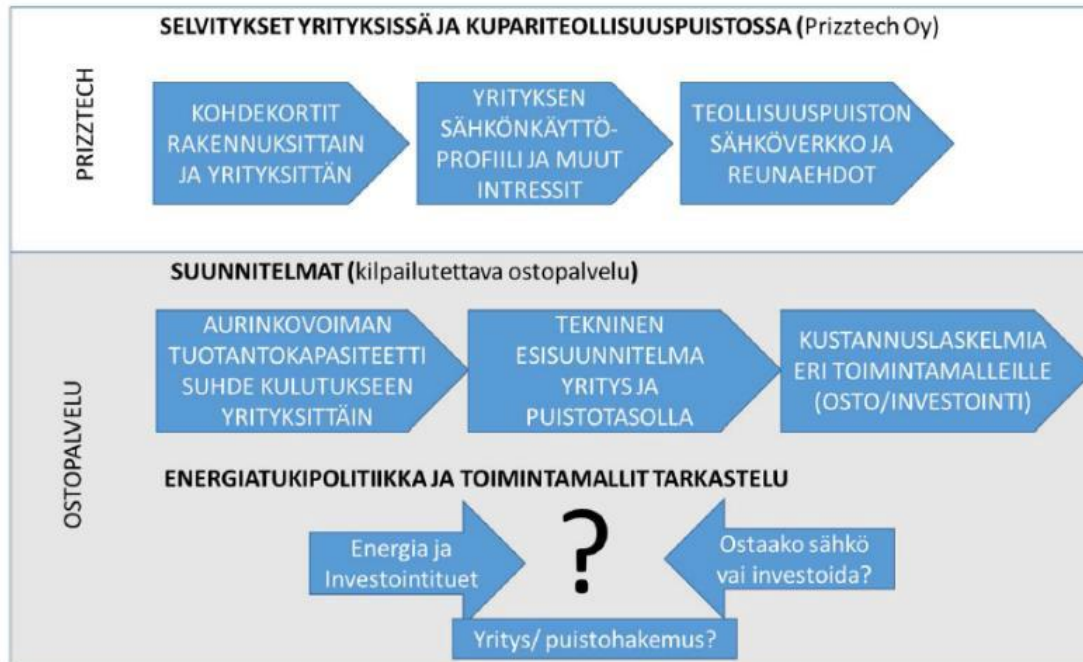 SELVITYKSET YRITYKSISSÄ JA KUPARITEOLLISUUSPUISTOSSA (Prizztech Oy)
PRIZZTECH
KOHDEKORTIT
RAKENNUKSITTAIN
JA YRITYKSITTÄN
YRITYKSEN
SÄHKÖNKÄYTTÖ-
PROFIILI JA MUUT
INTRESSIT
TEOLLISUUSPUISTON
SÄHKÖVERKKO JA
REUNAEHDOT
SUUNNITELMAT (kilpailutettava ostopalvelu)
OSTOPALVELU
AURINKOVOIMAN
TUOTANTOKAPASITEETTI
SUHDE KULUTUKSEEN
YRITYKSITTÄIN
TEKNINEN
ESISUUNNITELMA
YRITYS JA
PUISTOTASOLLA
KUSTANNUSLASKELMIA
ERI TOIMINTAMALLEILLE
(OSTO/INVESTOINTI)
ENERGIATUKIPOLITIIKKA JA TOIMINTAMALLIT TARKASTELU
Energia ja
Investointituet
?
Ostaako sähkö
vai investoida?
Yritys/ puistohakemus?